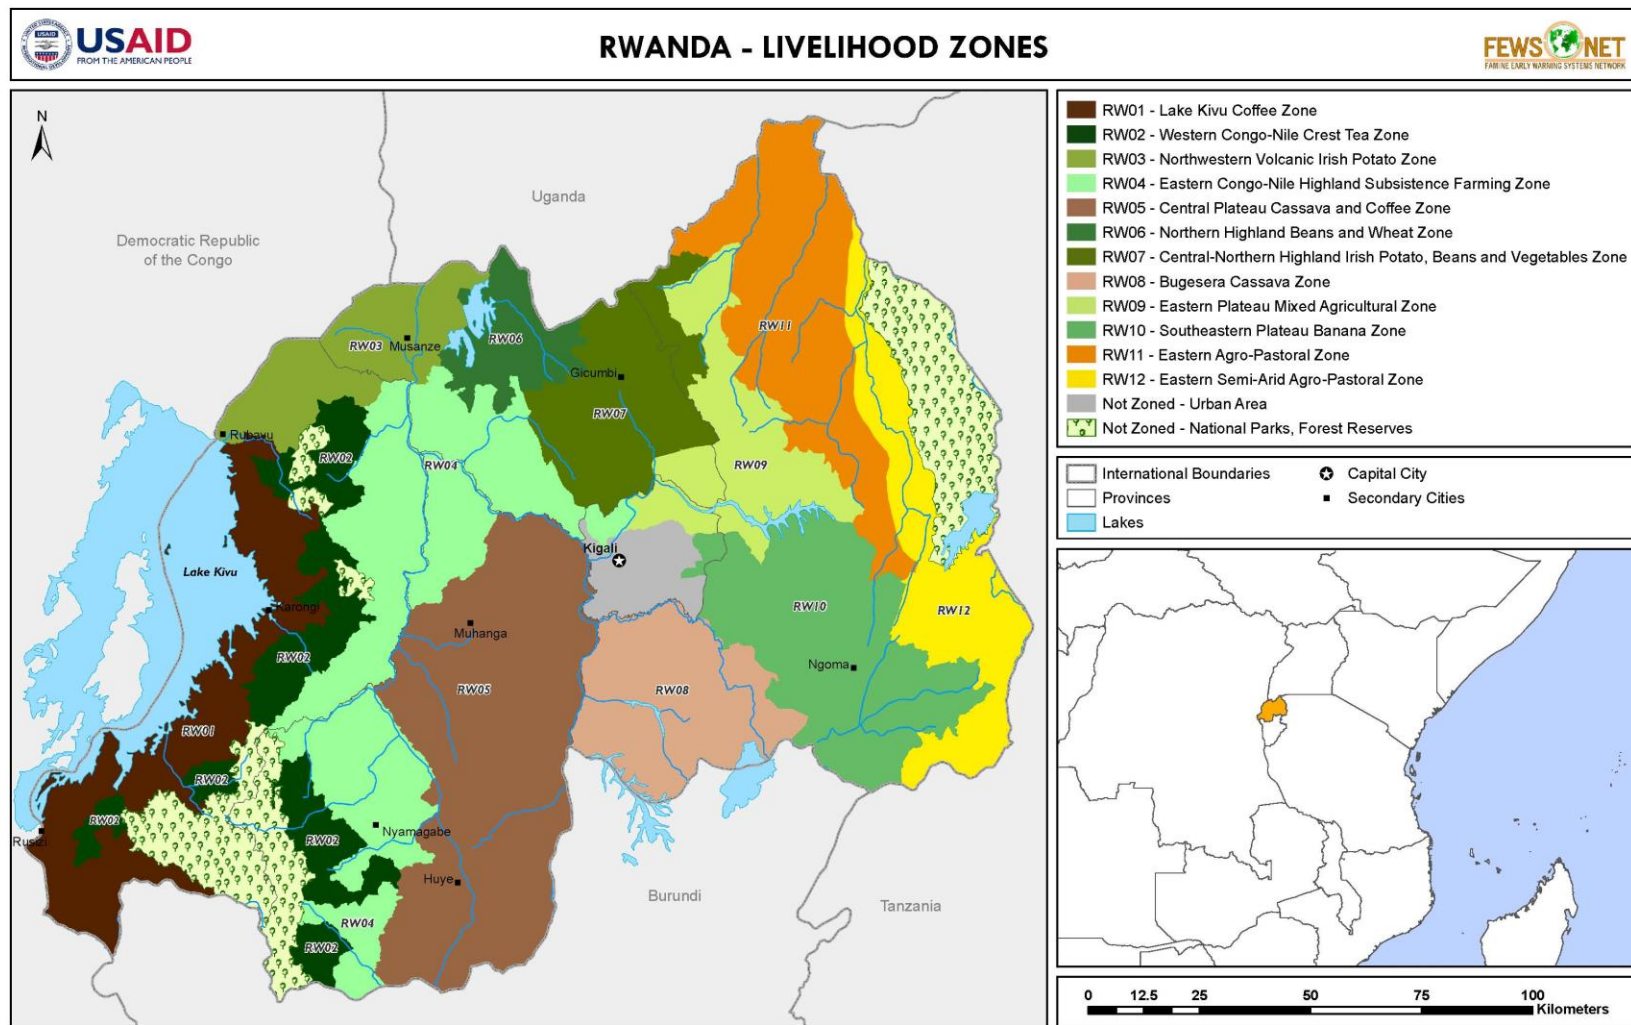 USAID
FROM THE AMERICAN PEOPLE
RWANDA - LIVELIHOOD ZONES
FEWS NET
FAMINE EARLY WARNING SYSTEMS NETWORK
N
Uganda
Democratic Republic
of the Congo
RW11
RW06
Musanze
RW03
Gicumbi
RW07
Rubavu
RW02
RW04
RW09
Kigali
Lake Kivu
Karongi
RW10
RW12
Muhanga
RW02
Ngoma
RW05
RW08
RW01
RW02
RW02
Rusizi
Nyamagabe
RW02
Huye
Burundi
Tanzania
RW04
RW02
RW01 - Lake Kivu Coffee Zone
RW02 - Western Congo-Nile Crest Tea Zone
RW03 - Northwestern Volcanic Irish Potato Zone
RW04 - Eastern Congo-Nile Highland Subsistence Farming Zone
RW05 - Central Plateau Cassava and Coffee Zone
RW06 - Northern Highland Beans and Wheat Zone
RW07 - Central-Northern Highland Irish Potato, Beans and Vegetables Zone
RW08 - Bugesera Cassava Zone
RW09 - Eastern Plateau Mixed Agricultural Zone
RW10 - Southeastern Plateau Banana Zone
RW11 - Eastern Agro-Pastoral Zone
RW12 - Eastern Semi-Arid Agro-Pastoral Zone
Not Zoned - Urban Area
Not Zoned - National Parks, Forest Reserves
International Boundaries
Capital City
Provinces
Secondary Cities
Lakes
0 12.5 25 50 75 100
Kilometers